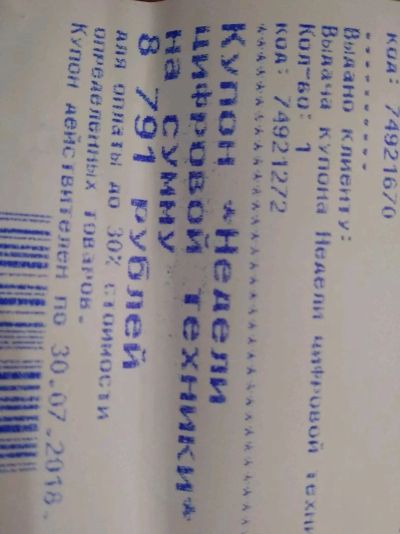 код: 74921670
**********
Выдано клиенту:
Выдача купона Недели цифровой техни
Кол-во: 1
код: 74921272
Купон «Недели
цифровой техники»
на сумму
8 791 рублей
для оплаты до 30% стоимости
определенных товаров.
Купон действителен по 30.07.2018.